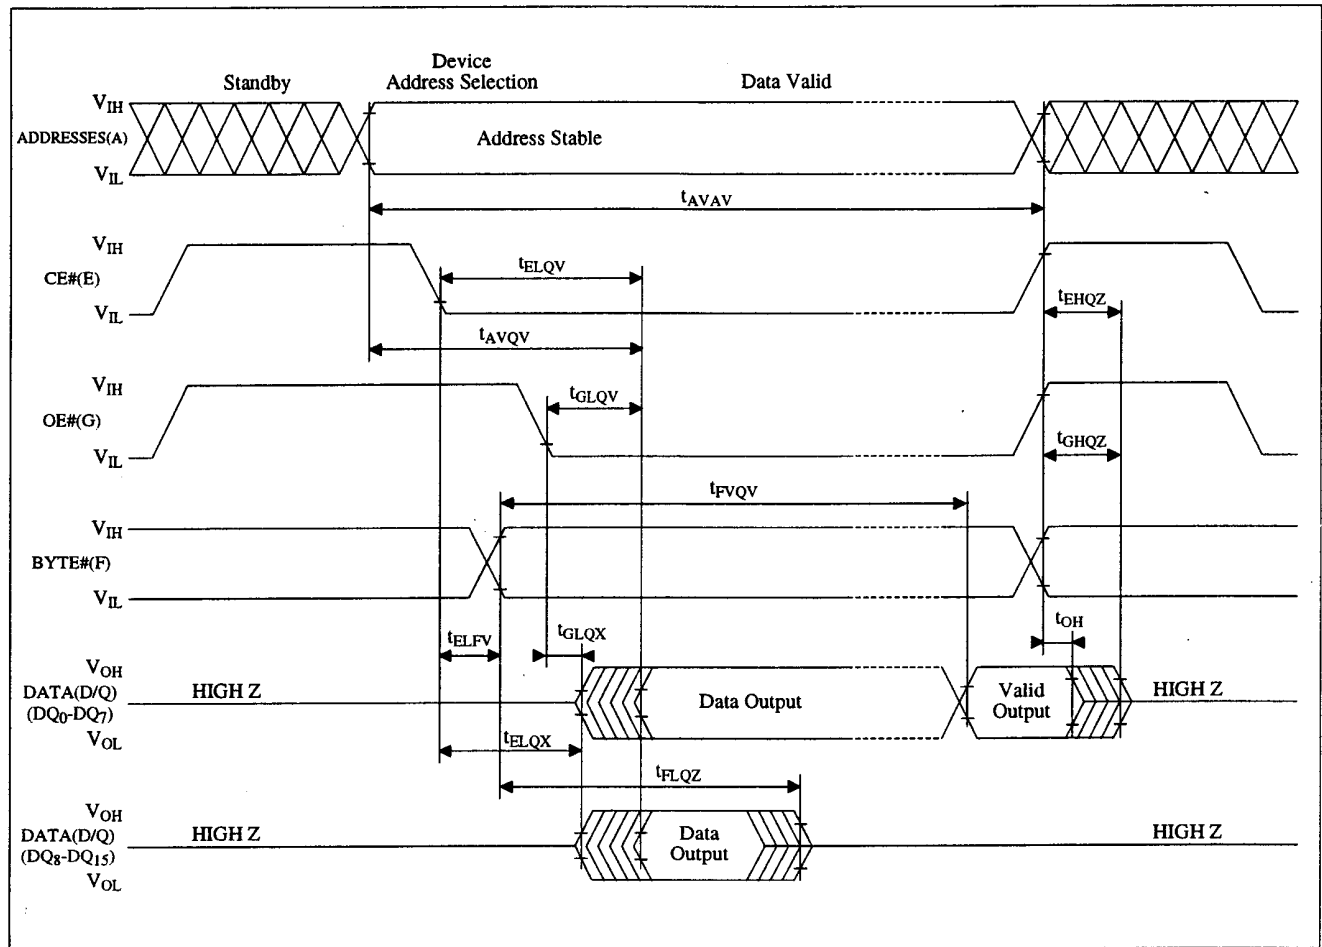 Standby
Device
Address Selection
Data Valid
VIH
ADDRESSES(A)
VIL
Address Stable
tAVAV
VIH
CE#(E)
VIL
tELQV
tEHQZ
tAVQV
VIH
OE#(G)
VIL
tGLQV
tGHQZ
tFVQV
VIH
BYTE#(F)
VIL
tELFV
tGLQX
tOH
VOH
DATA(D/Q)
(DQ0-DQ7)
VOL
HIGH Z
Data Output
Valid
Output
HIGH Z
tELQX
tFLQZ
VOH
DATA(D/Q)
(DQ8-DQ15)
VOL
HIGH Z
Data
Output
HIGH Z